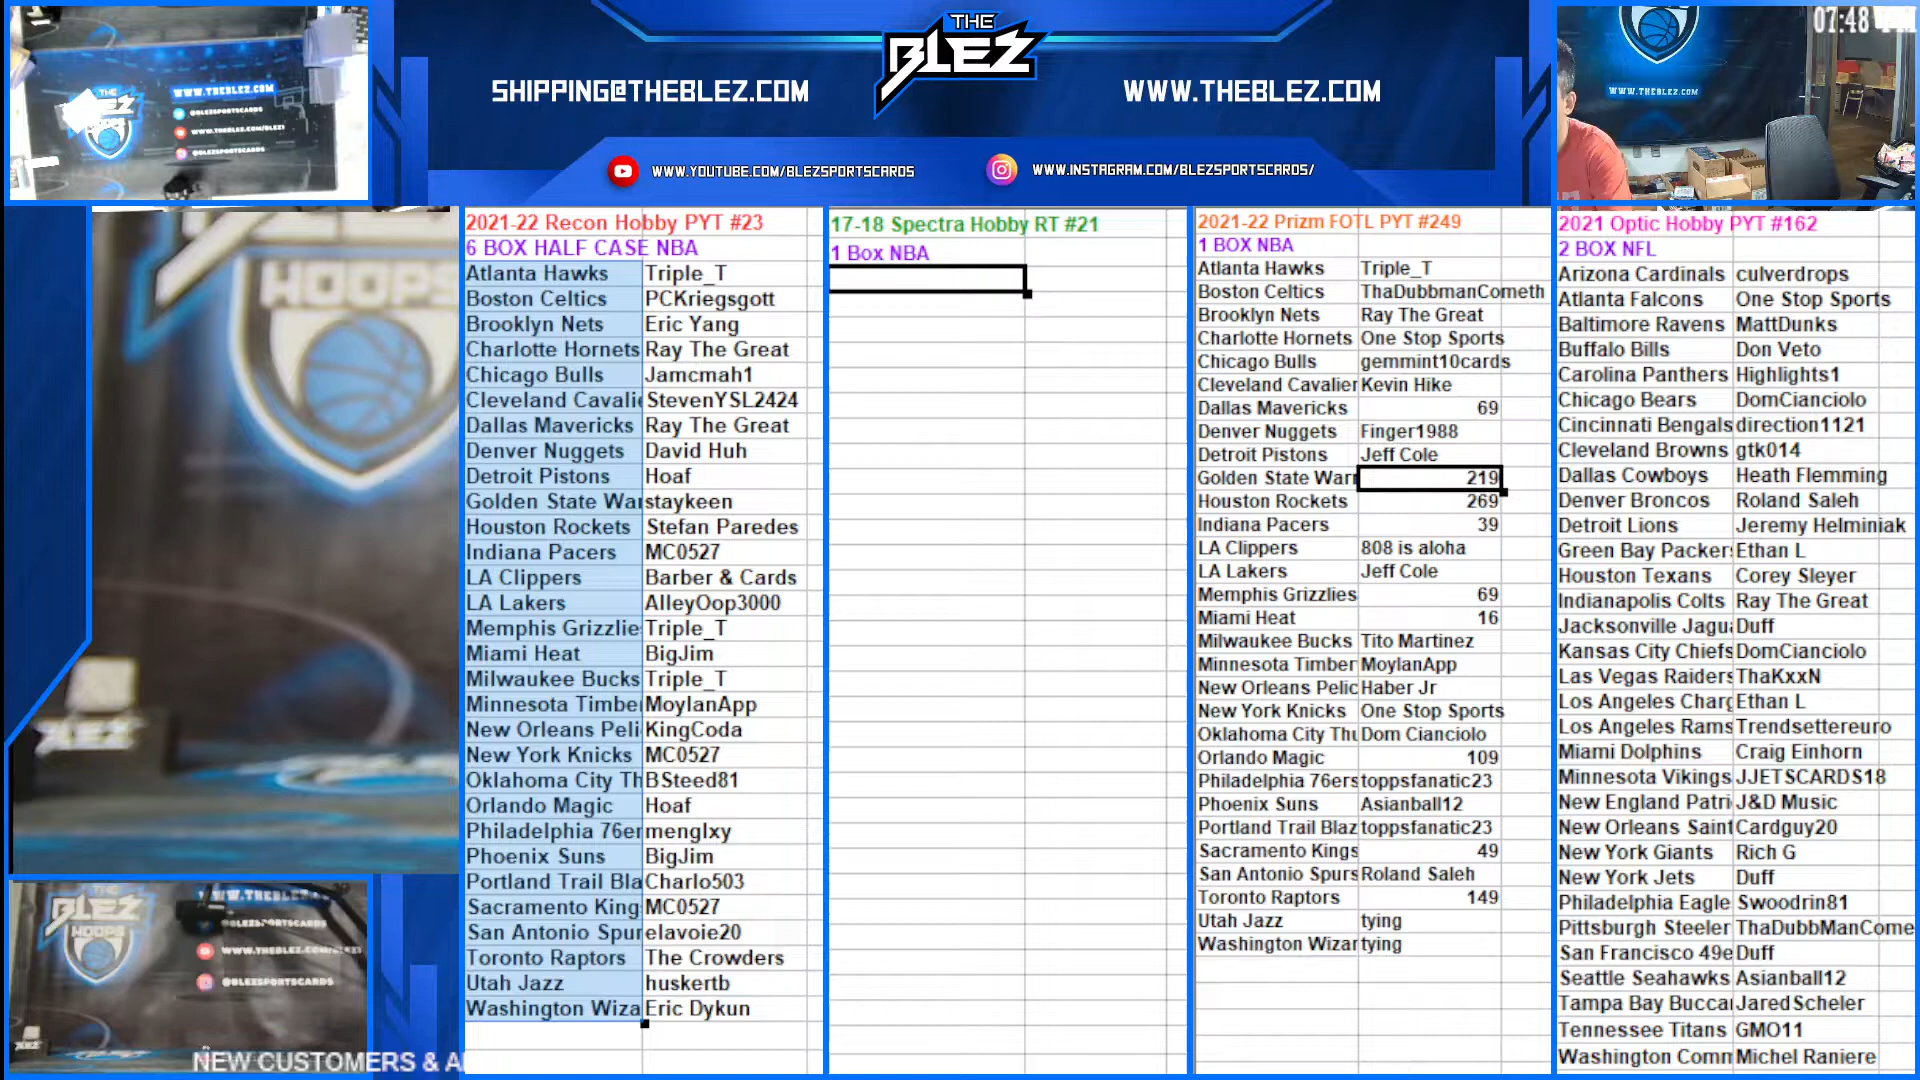 THE
BLEZ
SHIPPING@THEBLEZ.COM
WWW.THEBLEZ.COM
WWW.YOUTUBE.COM/BLEZSPORTSCARDS
WWW.INSTAGRAM.COM/BLEZSPORTSCARDS/
WWW.THEBLEZ.COM
@BLEZSPORTSCARDS
@BLEZSPORTSCARDS
07:48
WWW.THEBLEZ.COM
HOOPS
BLEZ
2021-22 Recon Hobby PYT #23
6 BOX HALF CASE NBA
Atlanta Hawks Triple_T
Boston Celtics PCKriegsgott
Brooklyn Nets Eric Yang
Charlotte Hornets Ray The Great
Chicago Bulls Jamcmah1
Cleveland Cavalie StevenYSL2424
Dallas Mavericks Ray The Great
Denver Nuggets David Huh
Detroit Pistons Hoaf
Golden State War staykeen
Houston Rockets Stefan Paredes
Indiana Pacers MC0527
LA Clippers Barber & Cards
LA Lakers AlleyOop3000
Memphis Grizzlie Triple_T
Miami Heat BigJim
Milwaukee Bucks Triple_T
Minnesota Timbe MoylanApp
New Orleans Peli KingCoda
New York Knicks MC0527
Oklahoma City Th BSteed81
Orlando Magic Hoaf
Philadelphia 76er menglxy
Phoenix Suns BigJim
Portland Trail Bla Charlo503
Sacramento King MC0527
San Antonio Spur elavoie20
Toronto Raptors The Crowders
Utah Jazz huskertb
Washington Wiza Eric Dykun
17-18 Spectra Hobby RT #21
1 Box NBA
2021-22 Prizm FOTL PYT #249
1 BOX NBA
Atlanta Hawks Triple_T
Boston Celtics ThaDubbmanCometh
Brooklyn Nets Ray The Great
Charlotte Hornets One Stop Sports
Chicago Bulls gemmint10cards
Cleveland Cavalier Kevin Hike
Dallas Mavericks 69
Denver Nuggets Finger1988
Detroit Pistons Jeff Cole
Golden State Warr 219
Houston Rockets 269
Indiana Pacers 39
LA Clippers 808 is aloha
LA Lakers Jeff Cole
Memphis Grizzlies 69
Miami Heat 16
Milwaukee Bucks Tito Martinez
Minnesota Timber MoylanApp
New Orleans Pelic Haber Jr
New York Knicks One Stop Sports
Oklahoma City Thu Dom Cianciolo
Orlando Magic 109
Philadelphia 76ers toppsfanatic23
Phoenix Suns Asianball12
Portland Trail Blaz toppsfanatic23
Sacramento Kings 49
San Antonio Spurs Roland Saleh
Toronto Raptors 149
Utah Jazz tying
Washington Wizar tying
2021 Optic Hobby PYT #162
2 BOX NFL
Arizona Cardinals culverdrops
Atlanta Falcons One Stop Sports
Baltimore Ravens MattDunks
Buffalo Bills Don Veto
Carolina Panthers Highlights1
Chicago Bears DomCianciolo
Cincinnati Bengals direction1121
Cleveland Browns gtk014
Dallas Cowboys Heath Flemming
Denver Broncos Roland Saleh
Detroit Lions Jeremy Helminiak
Green Bay Packers Ethan L
Houston Texans Corey Sleyer
Indianapolis Colts Ray The Great
Jacksonville Jagua Duff
Kansas City Chiefs DomCianciolo
Las Vegas Raiders ThaKxxN
Los Angeles Charg Ethan L
Los Angeles Rams Trendsettereuro
Miami Dolphins Craig Einhorn
Minnesota Vikings JJETSCARDS18
New England Patri J&D Music
New Orleans Saint Cardguy20
New York Giants Rich G
New York Jets Duff
Philadelphia Eagle Swoodrin81
Pittsburgh Steeler ThaDubbManCome
San Francisco 49e Duff
Seattle Seahawks Asianball12
Tampa Bay Bucca JaredScheler
Tennessee Titans GMO11
Washington Comm Michel Raniere
BLEZ
HOOPS
@BLEZSPORTSCARDS
@BLEZSPORTSCARDS
NEW CUSTOMERS & A